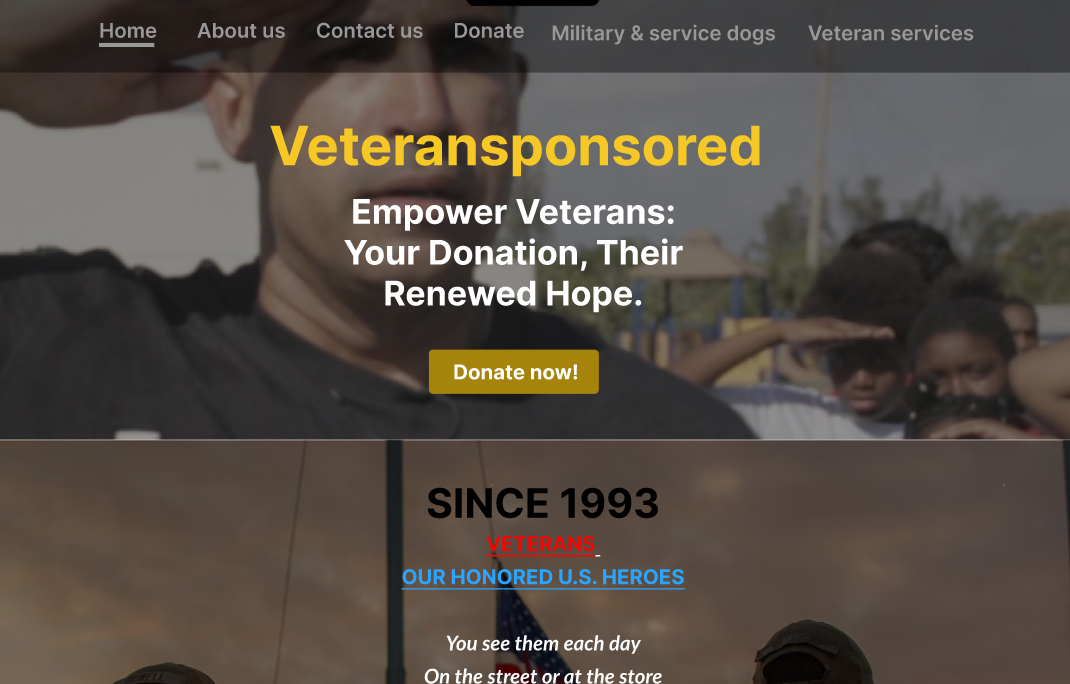 Home About us Contact us Donate Military & service dogs Veteran services
Veteransponsored
Empower Veterans:
Your Donation, Their
Renewed Hope.
Donate now!
SINCE 1993
VETERANS
OUR HONORED U.S. HEROES
You see them each day
On the street or at the store